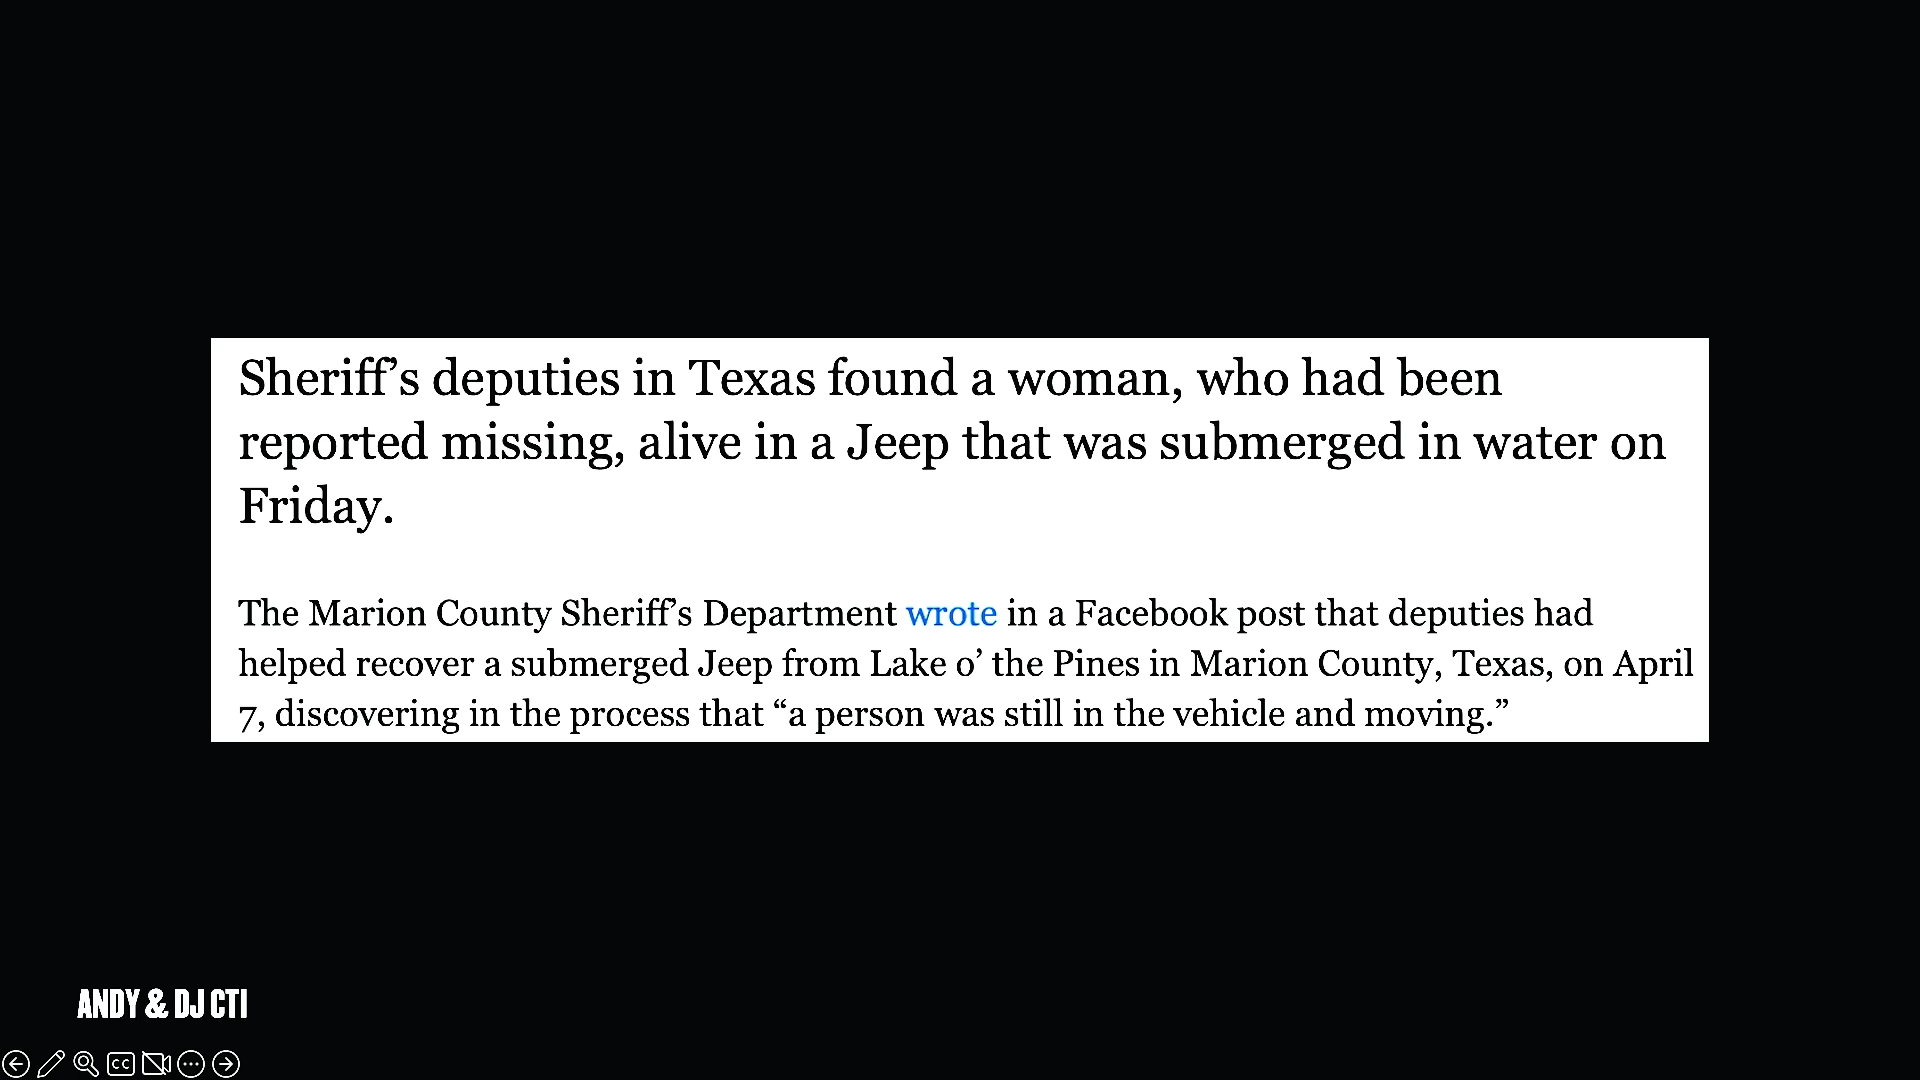 Sheriff’s deputies in Texas found a woman, who had been
reported missing, alive in a Jeep that was submerged in water on
Friday.
The Marion County Sheriff’s Department wrote in a Facebook post that deputies had
helped recover a submerged Jeep from Lake o’ the Pines in Marion County, Texas, on April
7, discovering in the process that “a person was still in the vehicle and moving.”
ANDY & DJ CTI
CC